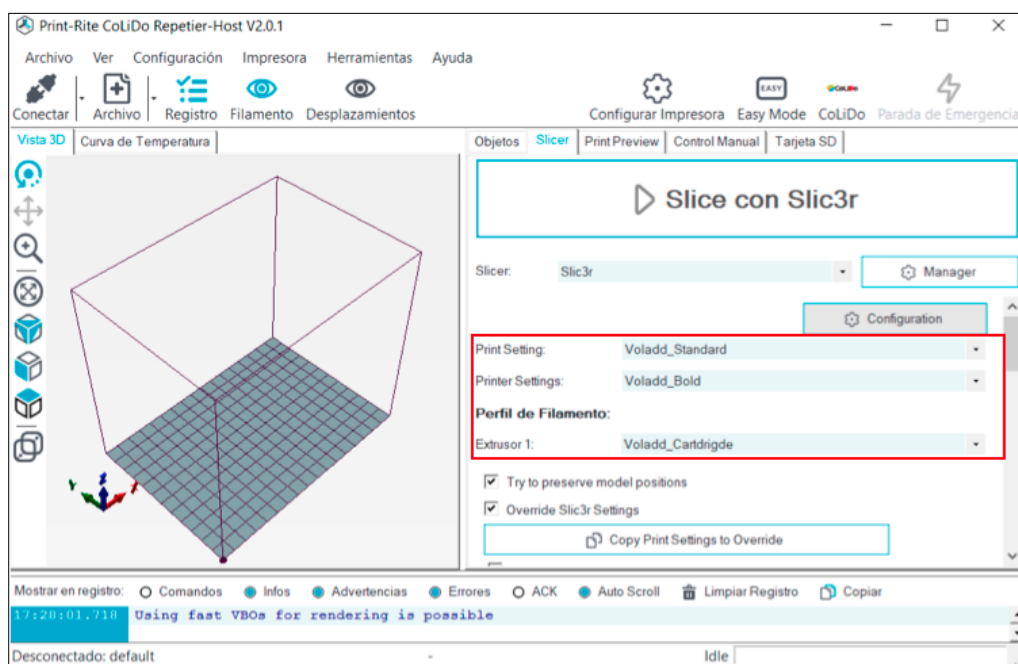 Print-Rite CoLiDo Repetier-Host V2.0.1
Archivo Ver Configuración Impresora Herramientas Ayuda
Conectar Archivo Registro Filamento Desplazamientos Configurar Impresora EASY Easy Mode CoLiDo CoLiDo Parada de Emergencia
Vista 3D Curva de Temperatura
Objetos Slicer Print Preview Control Manual Tarjeta SD
Slice con Slic3r
Slicer: Slic3r Manager
Configuration
Print Setting: Voladd_Standard
Printer Settings: Voladd_Bold
Perfil de Filamento:
Extrusor 1: Voladd_Cartdrigde
Try to preserve model positions
Override Slic3r Settings
Copy Print Settings to Override
Y Z X
Mostrar en registro: Comandos Infos Advertencias Errores ACK Auto Scroll Limpiar Registro Copiar
17:28:01.718 Using fast VBOs for rendering is possible
Desconectado: default - Idle